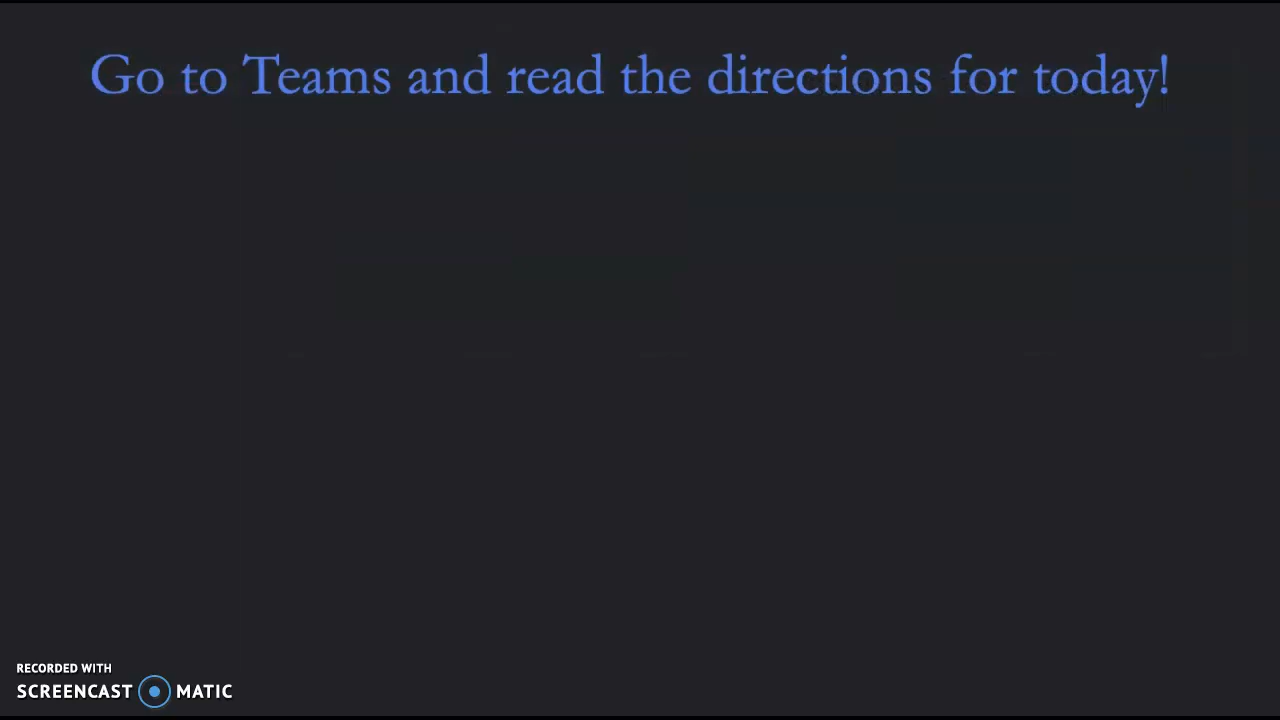 Go to Teams and read the directions for today!
RECORDED WITH
SCREENCAST MATIC